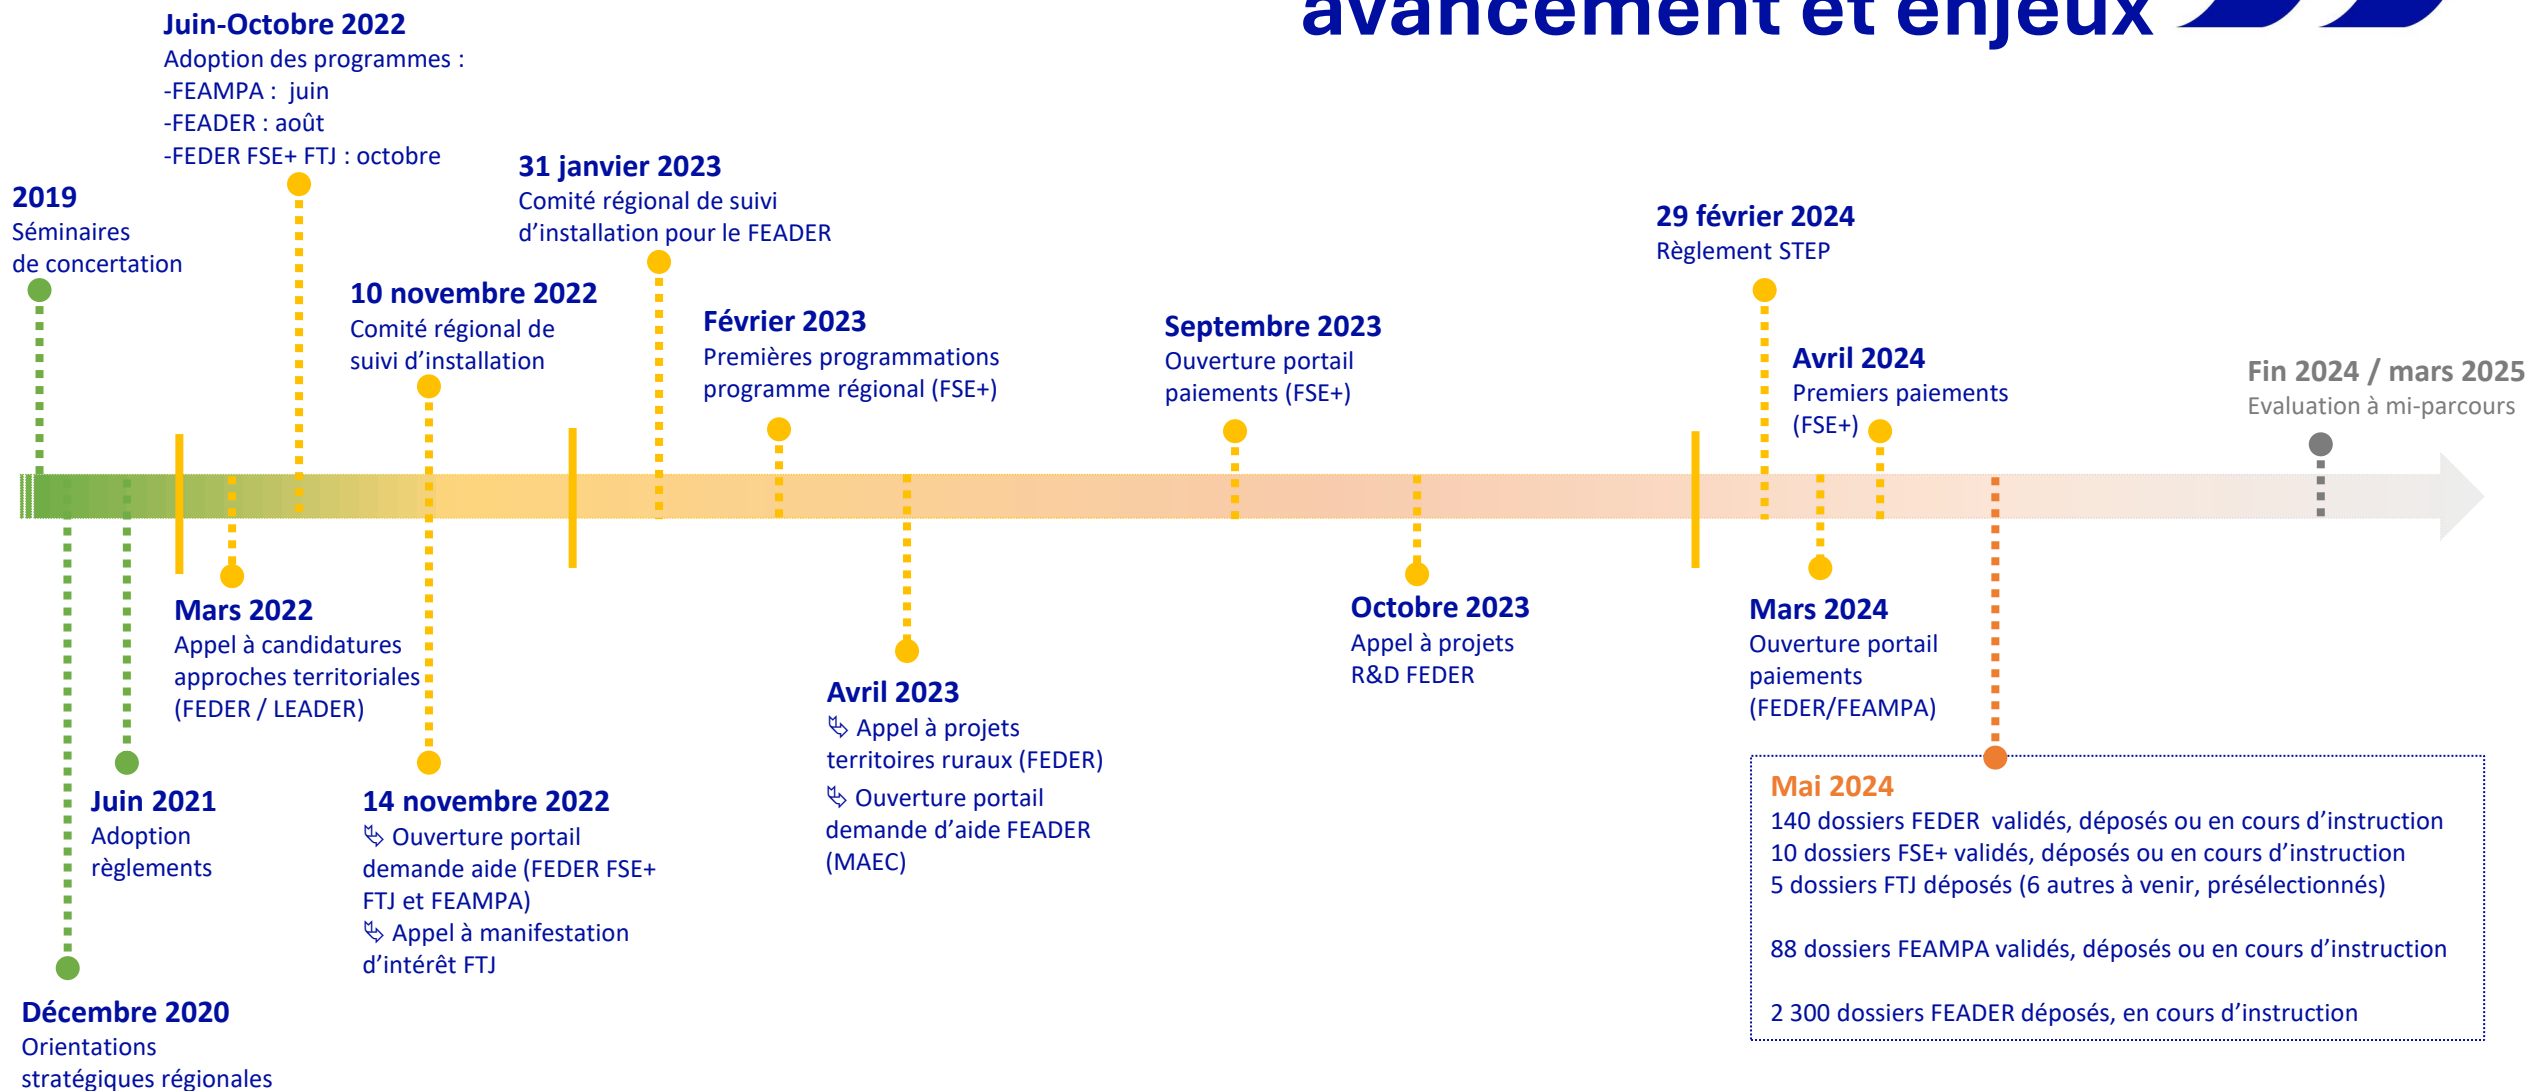 avancement et enjeux
Juin-Octobre 2022
Adoption des programmes :
-FEAMPA : juin
-FEADER : août
-FEDER FSE+ FTJ : octobre
2019
Séminaires
de concertation
10 novembre 2022
Comité régional de
suivi d’installation
31 janvier 2023
Comité régional de suivi
d’installation pour le FEADER
Février 2023
Premières programmations
programme régional (FSE+)
Septembre 2023
Ouverture portail
paiements (FSE+)
29 février 2024
Règlement STEP
Avril 2024
Premiers paiements
(FSE+)
Fin 2024 / mars 2025
Evaluation à mi-parcours
Décembre 2020
Orientations
stratégiques régionales
Juin 2021
Adoption
règlements
Mars 2022
Appel à candidatures
approches territoriales
(FEDER / LEADER)
14 novembre 2022
⮱ Ouverture portail
demande aide (FEDER FSE+
FTJ et FEAMPA)
⮱ Appel à manifestation
d’intérêt FTJ
Avril 2023
⮱ Appel à projets
territoires ruraux (FEDER)
⮱ Ouverture portail
demande d’aide FEADER
(MAEC)
Octobre 2023
Appel à projets
R&D FEDER
Mars 2024
Ouverture portail
paiements
(FEDER/FEAMPA)
Mai 2024
140 dossiers FEDER validés, déposés ou en cours d’instruction
10 dossiers FSE+ validés, déposés ou en cours d’instruction
5 dossiers FTJ déposés (6 autres à venir, présélectionnés)
88 dossiers FEAMPA validés, déposés ou en cours d’instruction
2 300 dossiers FEADER déposés, en cours d’instruction